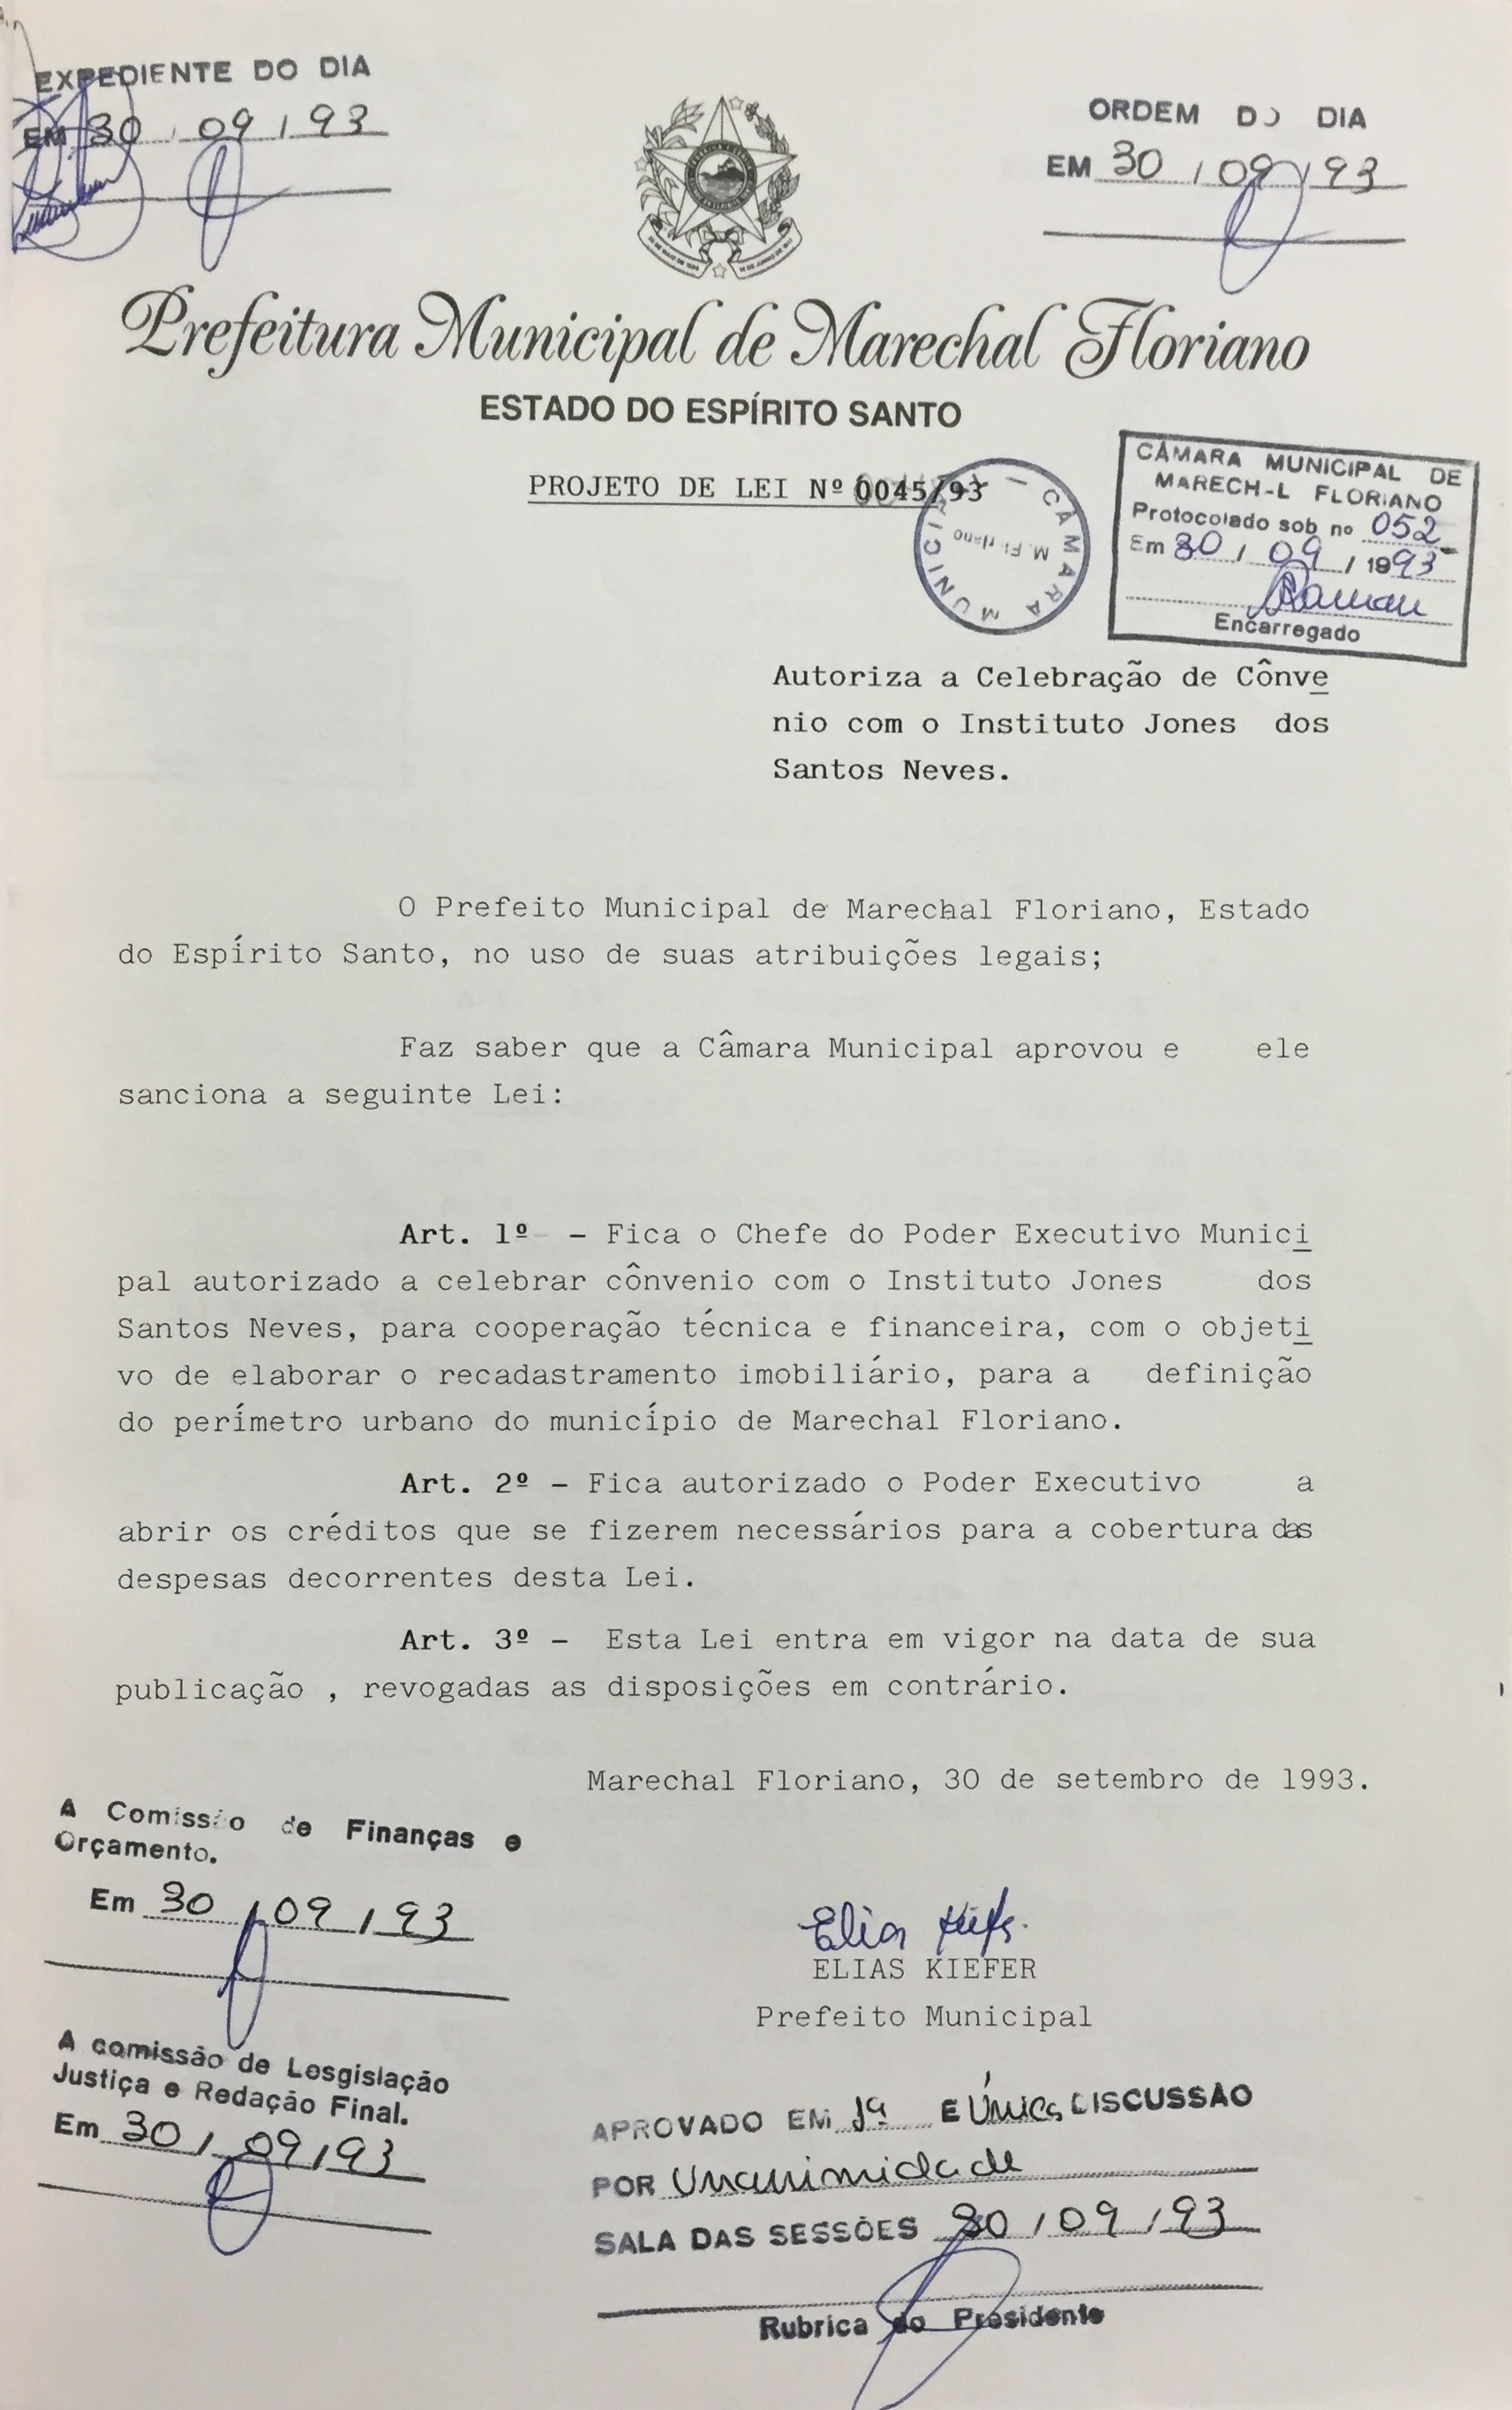 EXPEDIENTE DO DIA
EM 30 / 09 / 93
ORDEM DO DIA
EM 30 / 09 / 93
Prefeitura Municipal de Marechal Floriano
ESTADO DO ESPÍRITO SANTO
PROJETO DE LEI Nº 0045/93
CÂMARA MUNICIPAL
M. Floriano
CÂMARA MUNICIPAL DE
MARECH-L FLORIANO
Protocolado sob no 052
Em 30 / 09 / 1993
Encarregado
Autoriza a Celebração de Cônve
nio com o Instituto Jones dos
Santos Neves.
O Prefeito Municipal de Marechal Floriano, Estado
do Espírito Santo, no uso de suas atribuições legais;
Faz saber que a Câmara Municipal aprovou e ele
sanciona a seguinte Lei:
Art. 1º - Fica o Chefe do Poder Executivo Munici
pal autorizado a celebrar cônvenio com o Instituto Jones dos
Santos Neves, para cooperação técnica e financeira, com o objeti
vo de elaborar o recadastramento imobiliário, para a definição
do perímetro urbano do município de Marechal Floriano.
Art. 2º - Fica autorizado o Poder Executivo a
abrir os créditos que se fizerem necessários para a cobertura das
despesas decorrentes desta Lei.
Art. 3º - Esta Lei entra em vigor na data de sua
publicação , revogadas as disposições em contrário.
Marechal Floriano, 30 de setembro de 1993.
A Comissão de Finanças e
Orçamento.
Em 30 / 09 / 93
Elias Kiefer
ELIAS KIEFER
Prefeito Municipal
A comissão de Lesgislação
Justiça e Redação Final.
Em 30 / 09 / 93
APROVADO EM 1ª E Única DISCUSSÃO
POR Unanimidade
SALA DAS SESSÕES 30 / 09 / 93
Rubrica do Presidente